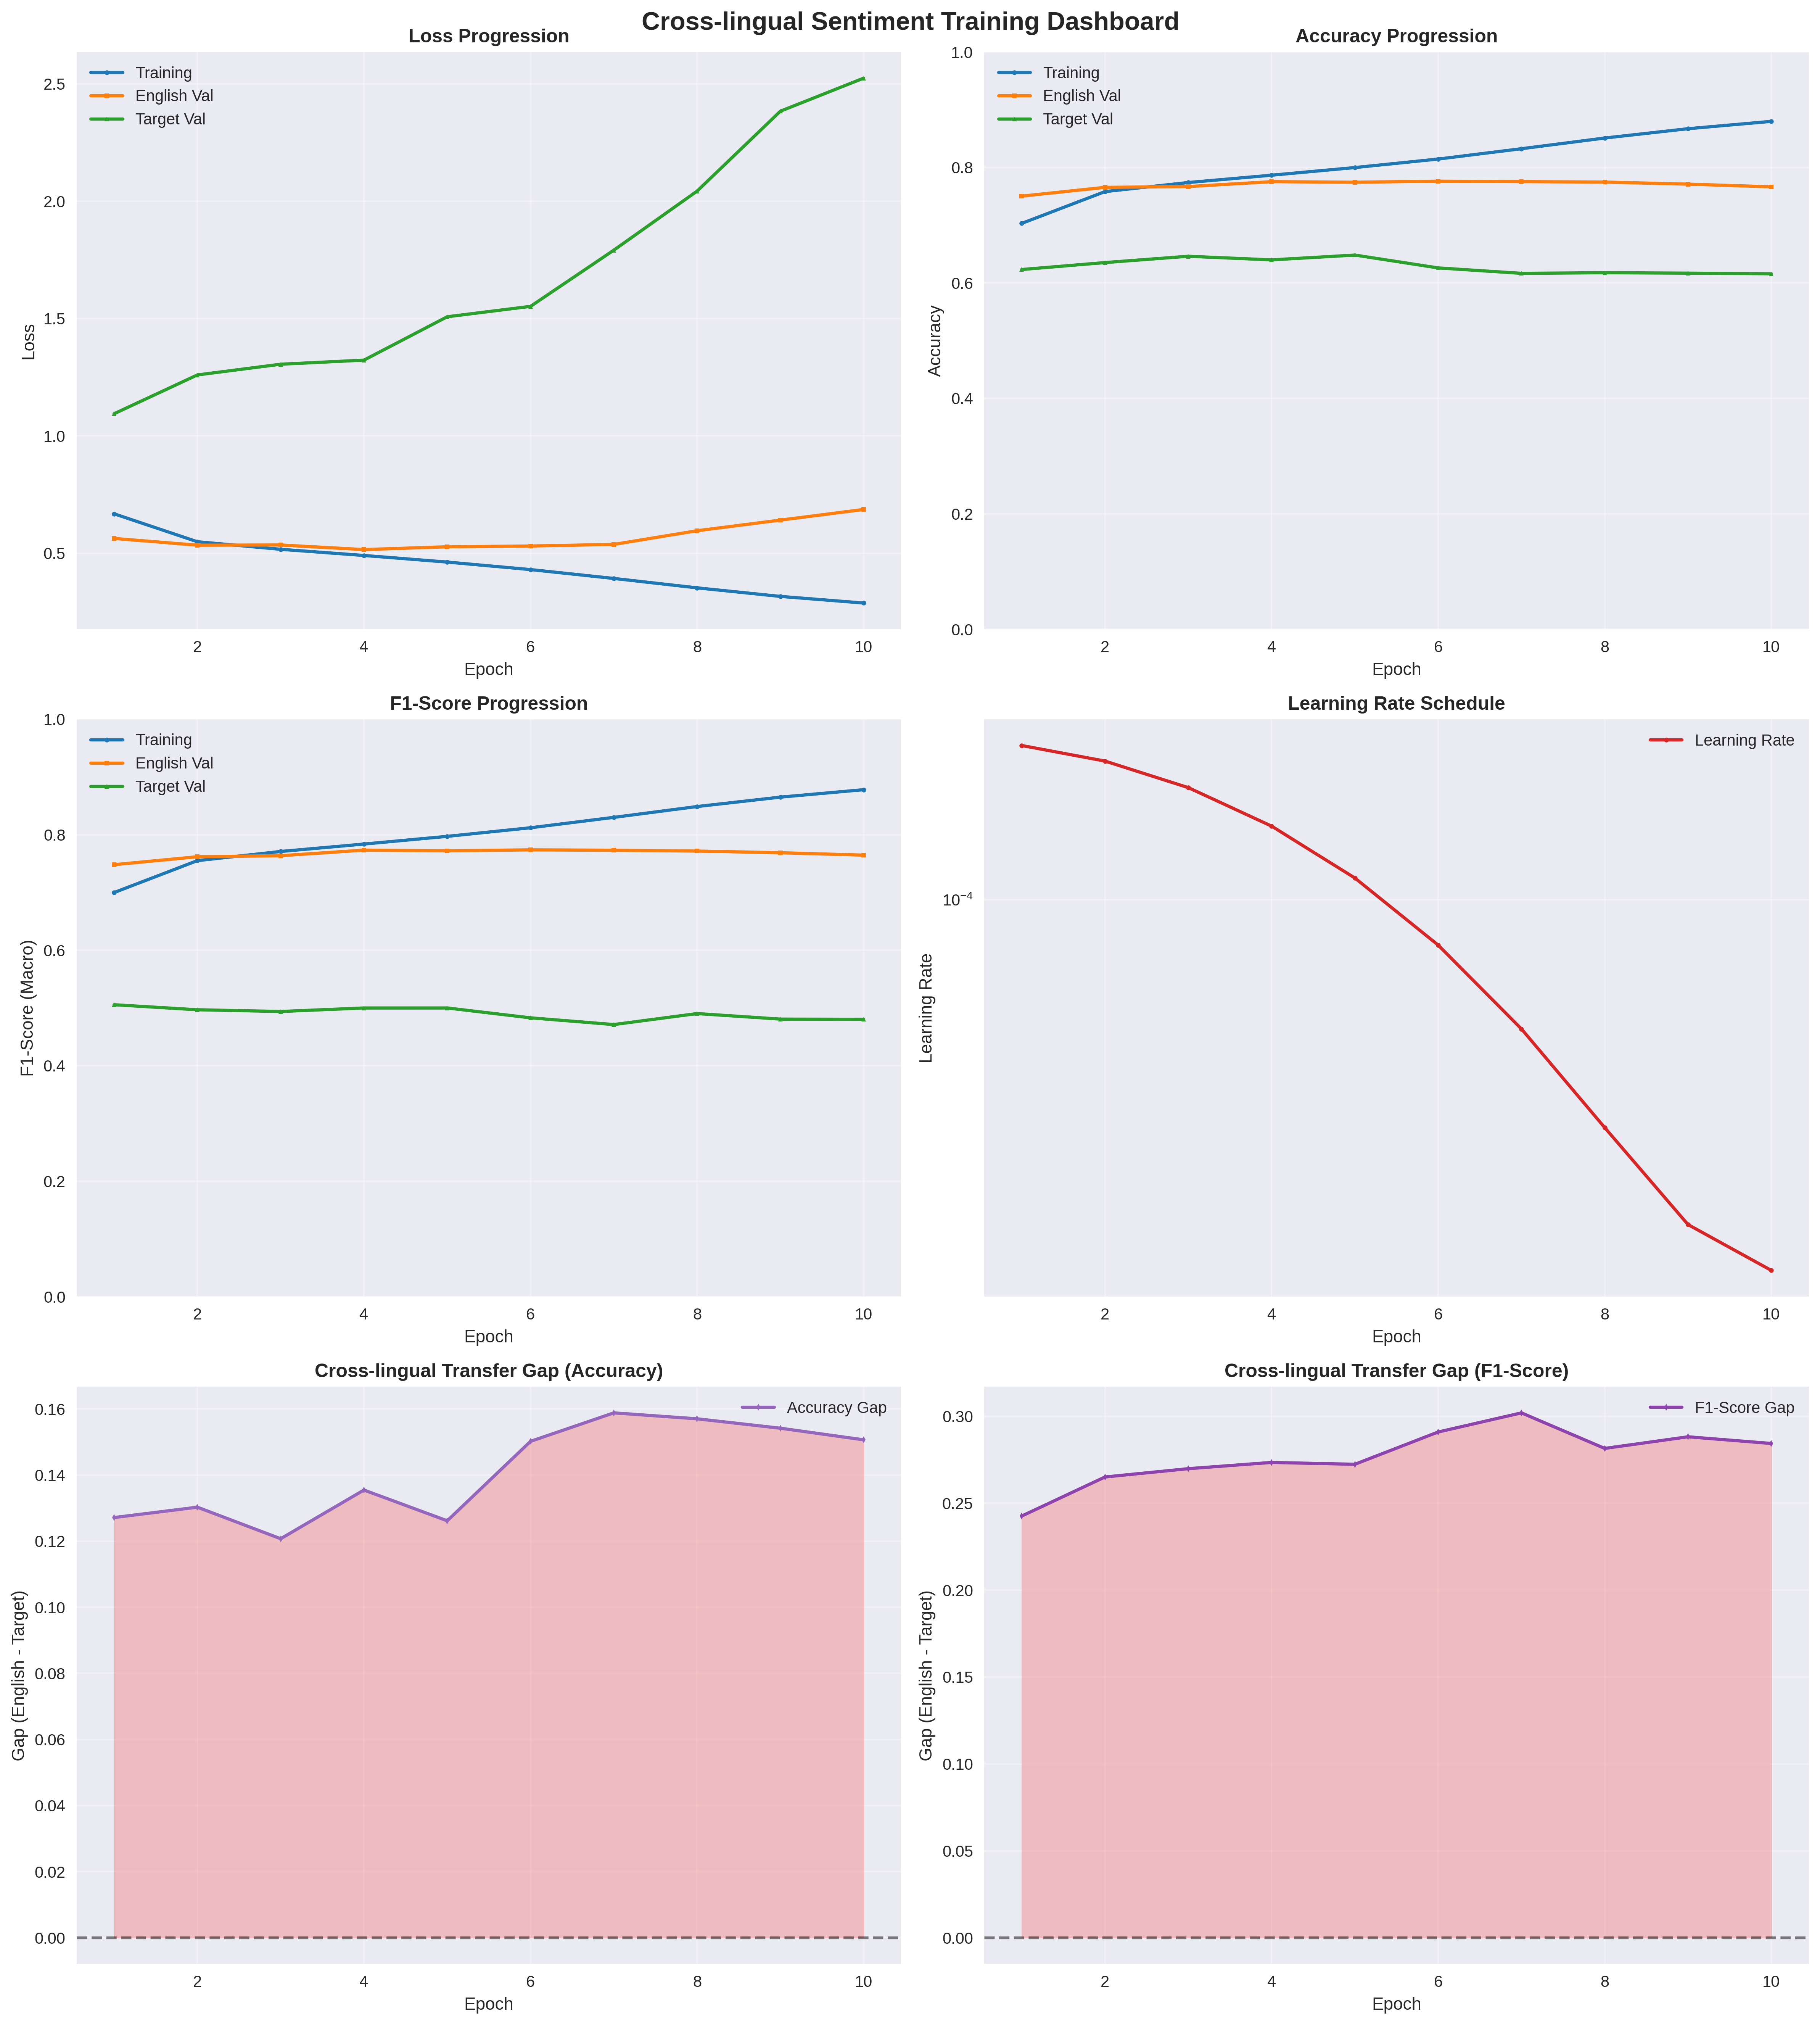 Cross-lingual Sentiment Training Dashboard
Loss Progression
Training
English Val
Target Val
2.5
2.0
1.5
1.0
0.5
Loss
2 4 6 8 10
Epoch
Accuracy Progression
Training
English Val
Target Val
1.0
0.8
0.6
0.4
0.2
0.0
Accuracy
2 4 6 8 10
Epoch
F1-Score Progression
Training
English Val
Target Val
1.0
0.8
0.6
0.4
0.2
0.0
F1-Score (Macro)
2 4 6 8 10
Epoch
Learning Rate Schedule
Learning Rate
10⁻⁴
Learning Rate
2 4 6 8 10
Epoch
Cross-lingual Transfer Gap (Accuracy)
Accuracy Gap
0.16
0.14
0.12
0.10
0.08
0.06
0.04
0.02
0.00
Gap (English - Target)
2 4 6 8 10
Epoch
Cross-lingual Transfer Gap (F1-Score)
F1-Score Gap
0.30
0.25
0.20
0.15
0.10
0.05
0.00
Gap (English - Target)
2 4 6 8 10
Epoch